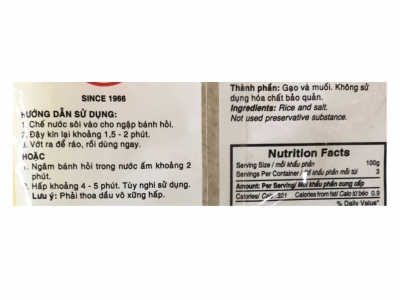 SINCE 1966
HƯỚNG DẪN SỬ DỤNG:
1. Chế nước sôi vào cho ngập bánh hỏi.
2. Đậy kín lại khoảng 1,5 - 2 phút.
3. Vớt ra để ráo, rồi dùng ngay.
HOẶC
1. Ngâm bánh hỏi trong nước ấm khoảng 2
phút.
2. Hấp khoảng 4 - 5 phút. Tùy nghi sử dụng.
Lưu ý: Phải thoa dầu vô xững hấp.
Thành phần: Gạo và muối. Không sử
dụng hóa chất bảo quản.
Ingredients: Rice and salt.
Not used preservative substance.
Nutrition Facts
Serving Size / mỗi khẩu phần 100g
Servings Per Container / Số khẩu phần mỗi túi 3
Amount: Per Serving/ Mỗi khẩu phần cung cấp
Calories/ Calo 321 Calories from fat/ Calo từ béo 0.9
% Daily Value*